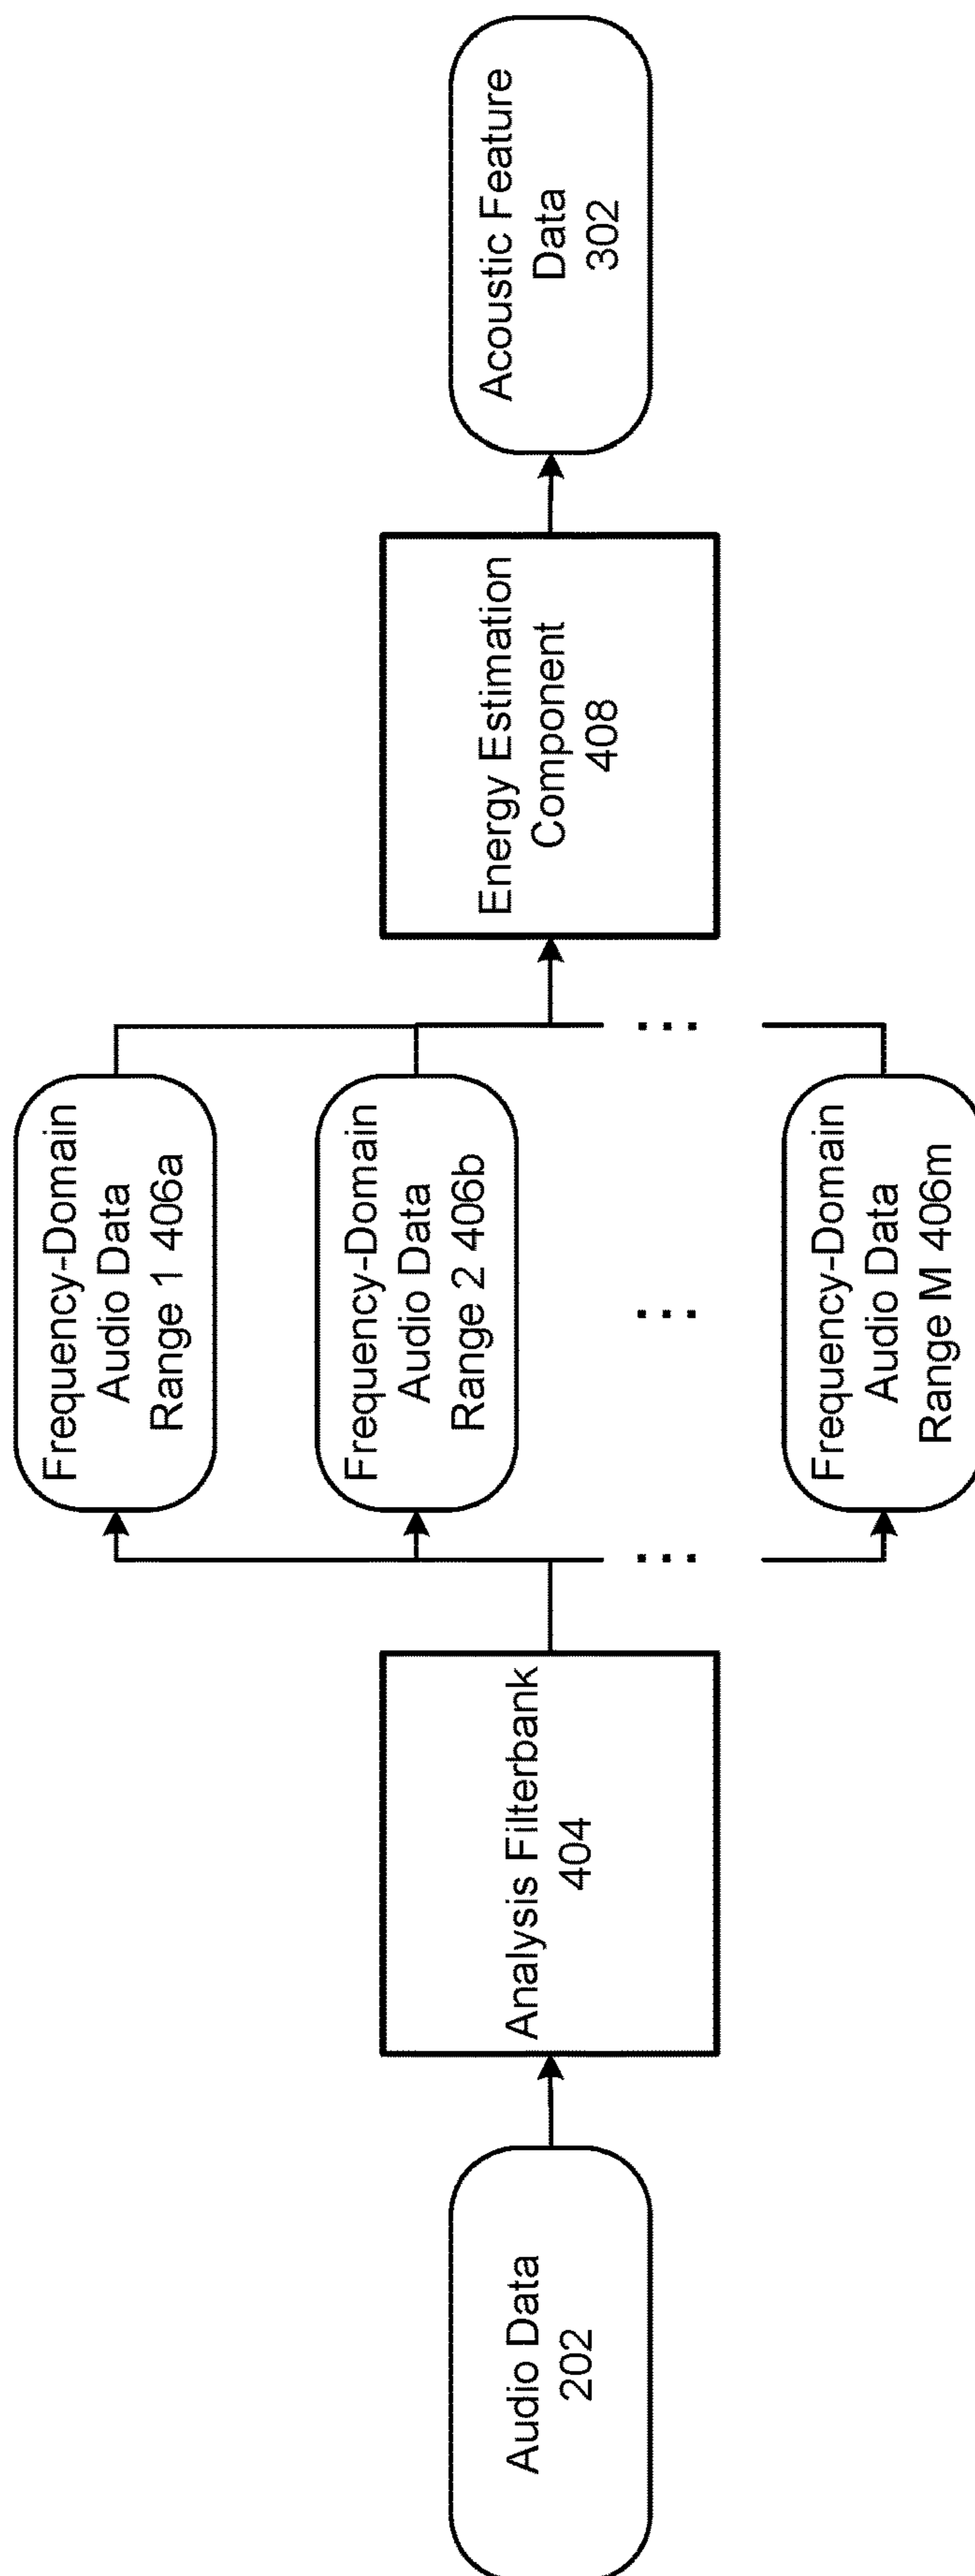 Audio Data
202
Analysis Filterbank
404
Frequency-Domain
Audio Data
Range 1 406a
Frequency-Domain
Audio Data
Range 2 406b
...
...
...
Frequency-Domain
Audio Data
Range M 406m
Energy Estimation
Component
408
Acoustic Feature
Data
302